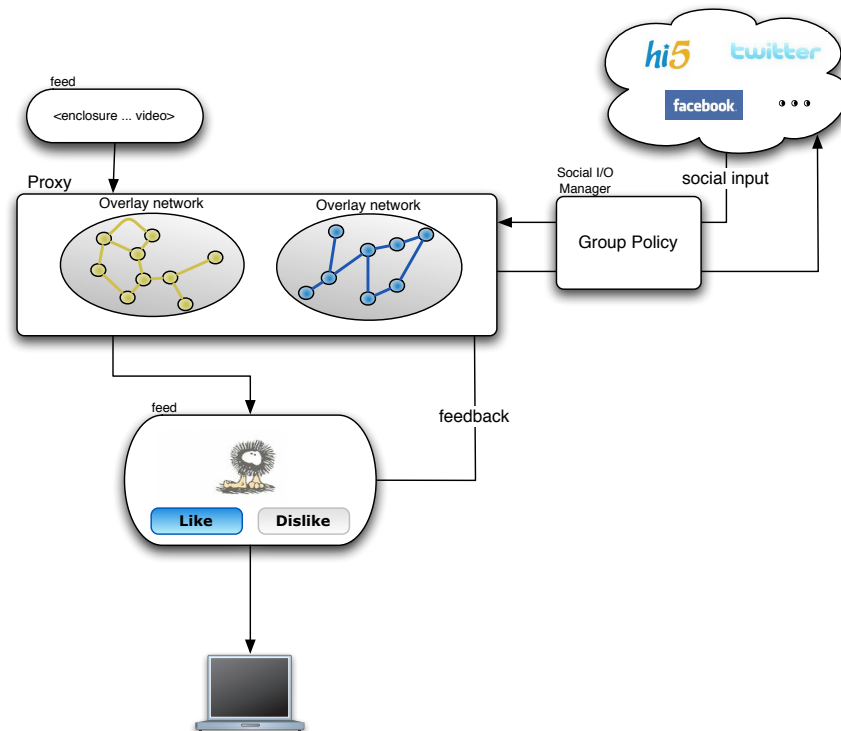 feed
<enclosure ... video>
hi5
twitter
facebook
Proxy
Overlay network
Overlay network
Social I/O
Manager
social input
Group Policy
feedback
feed
Like
Dislike